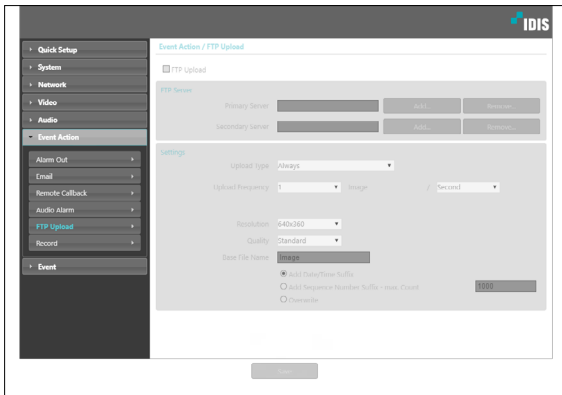 IDIS
Quick Setup
System
Network
Video
Audio
Event Action
Alarm Out
Email
Remote Callback
Audio Alarm
FTP Upload
Record
Event
Event Action / FTP Upload
FTP Upload
FTP Server
Primary Server Add... Remove...
Secondary Server Add... Remove...
Settings
Upload Type Always
Upload Frequency 1 Image / Second
Resolution 640x360
Quality Standard
Base File Name Image
Add Date/Time Suffix
Add Sequence Number Suffix - max. Count 1000
Overwrite
Save